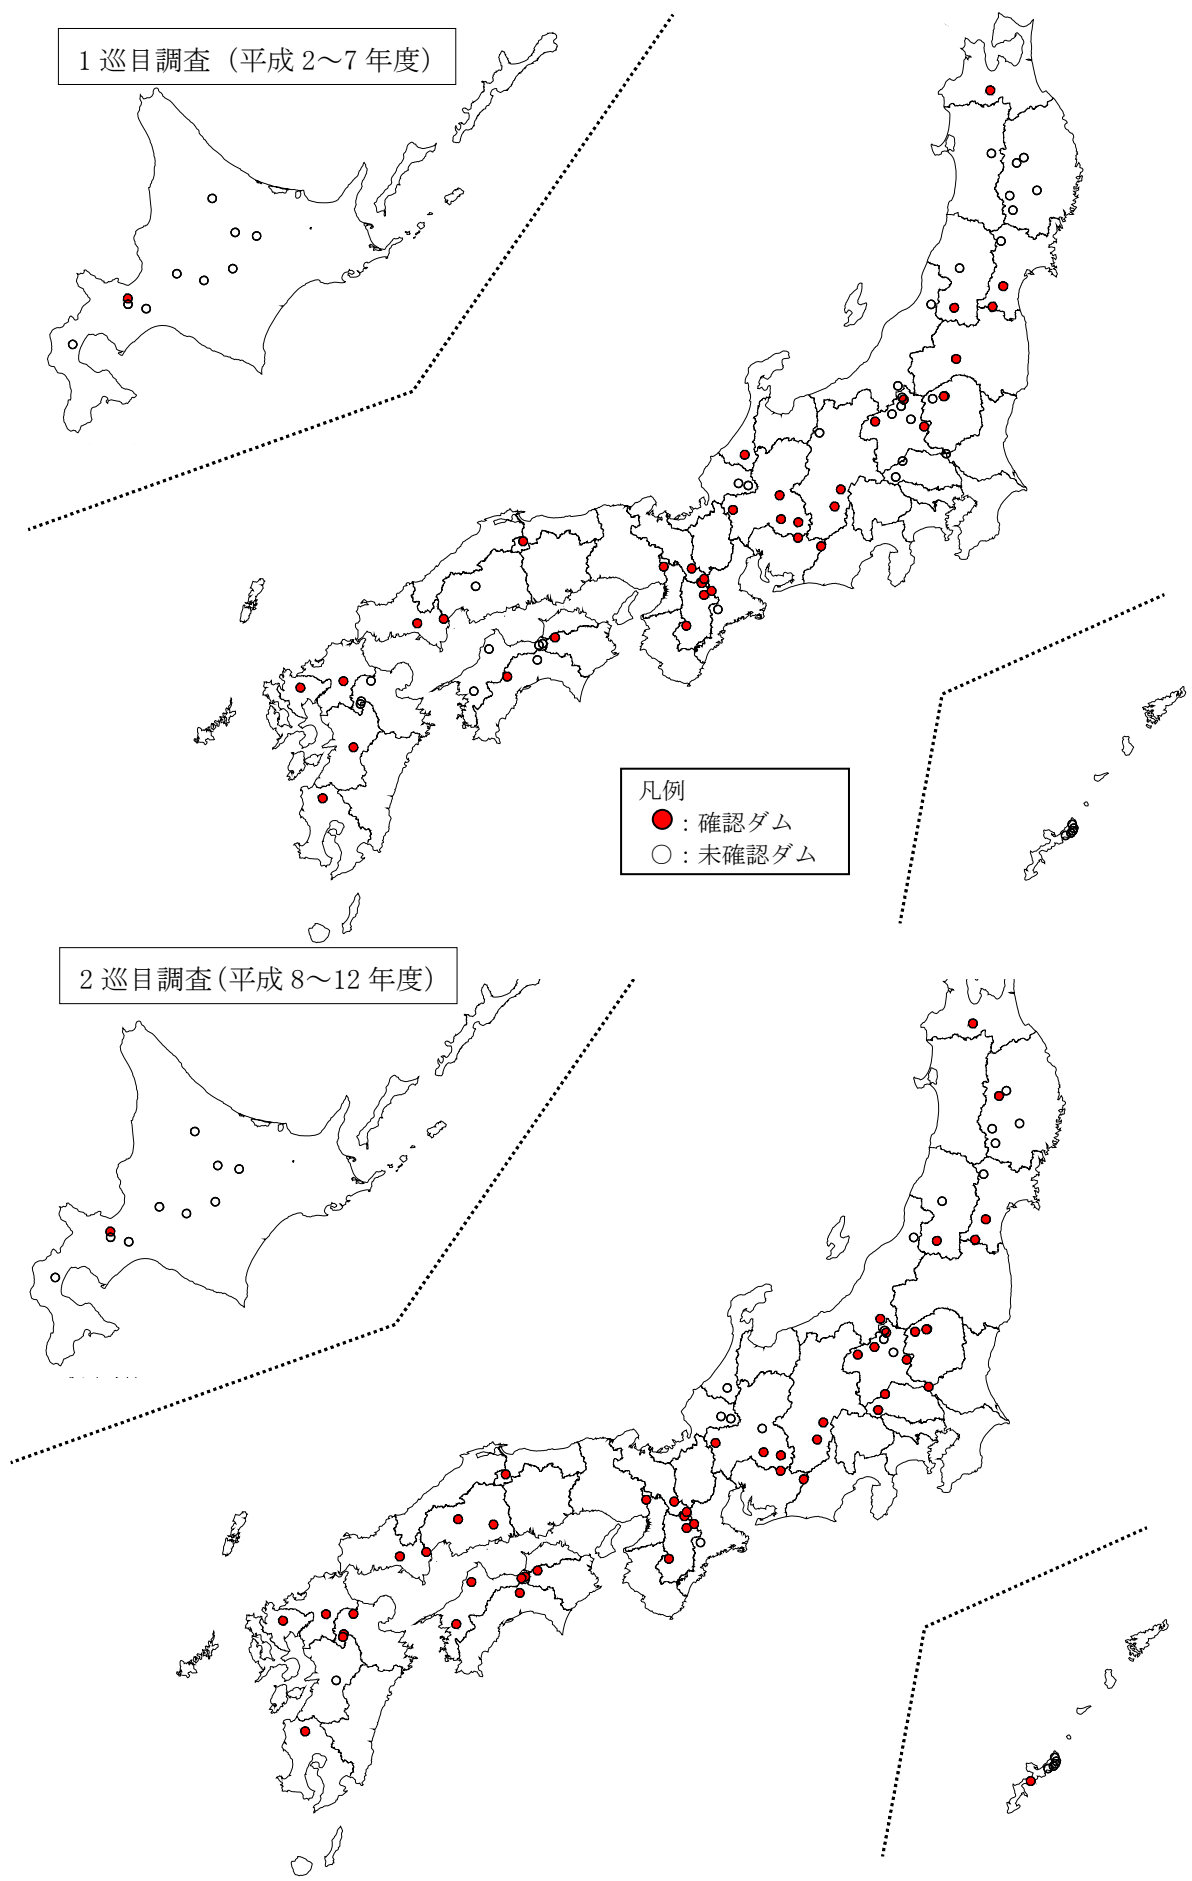 1 巡目調査（平成 2～7 年度）
凡例
●：確認ダム
○：未確認ダム
2 巡目調査（平成 8～12 年度）